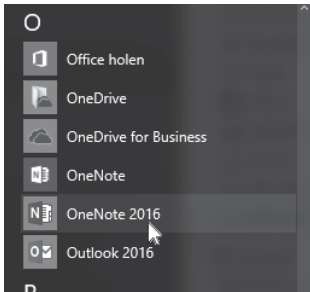 O
Office holen
OneDrive
OneDrive for Business
OneNote
OneNote 2016
Outlook 2016
P